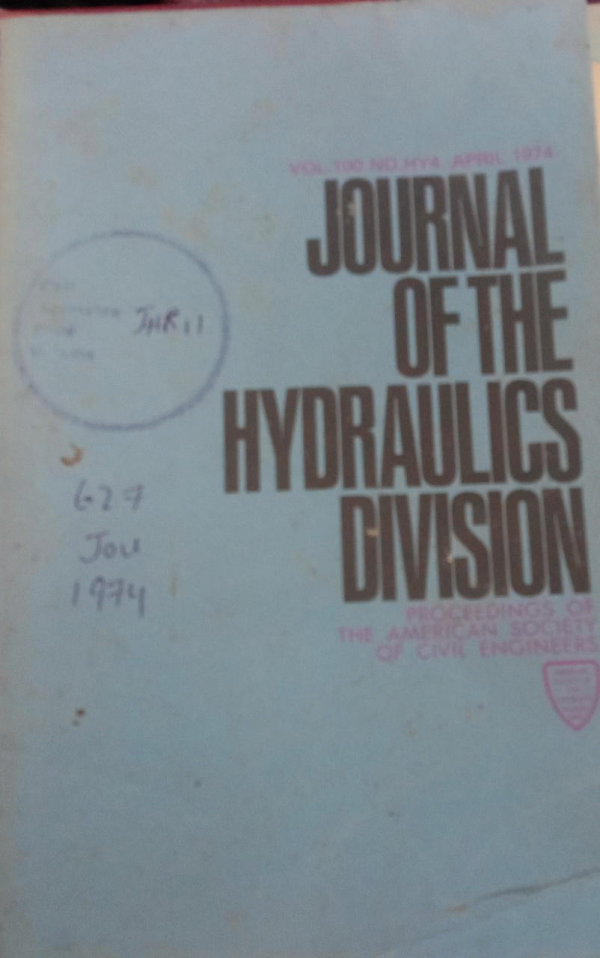 VOL.100 NO.HY4 APRIL 1974
JOURNAL
OF THE
HYDRAULICS
DIVISION
PROCEEDINGS OF
THE AMERICAN SOCIETY
OF CIVIL ENGINEERS
JHR 11
627
Jou
1974